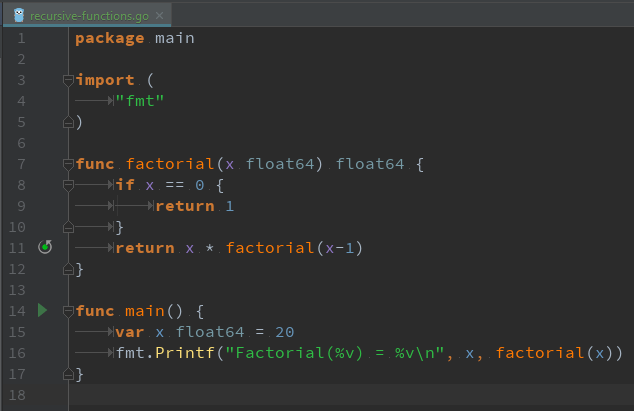 recursive-functions.go
1 package main
2
3 import (
4 "fmt"
5 )
6
7 func factorial(x float64) float64 {
8 if x == 0 {
9 return 1
10 }
11 return x * factorial(x-1)
12 }
13
14 func main() {
15 var x float64 = 20
16 fmt.Printf("Factorial(%v) = %v\n", x, factorial(x))
17 }
18